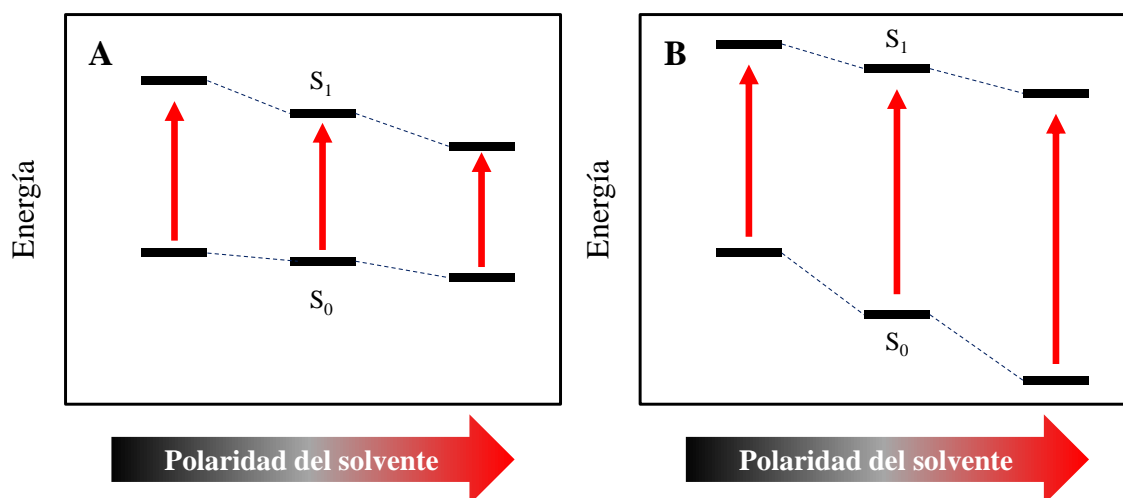 A
S₁
Energía
S₀
Polaridad del solvente
B
S₁
Energía
S₀
Polaridad del solvente